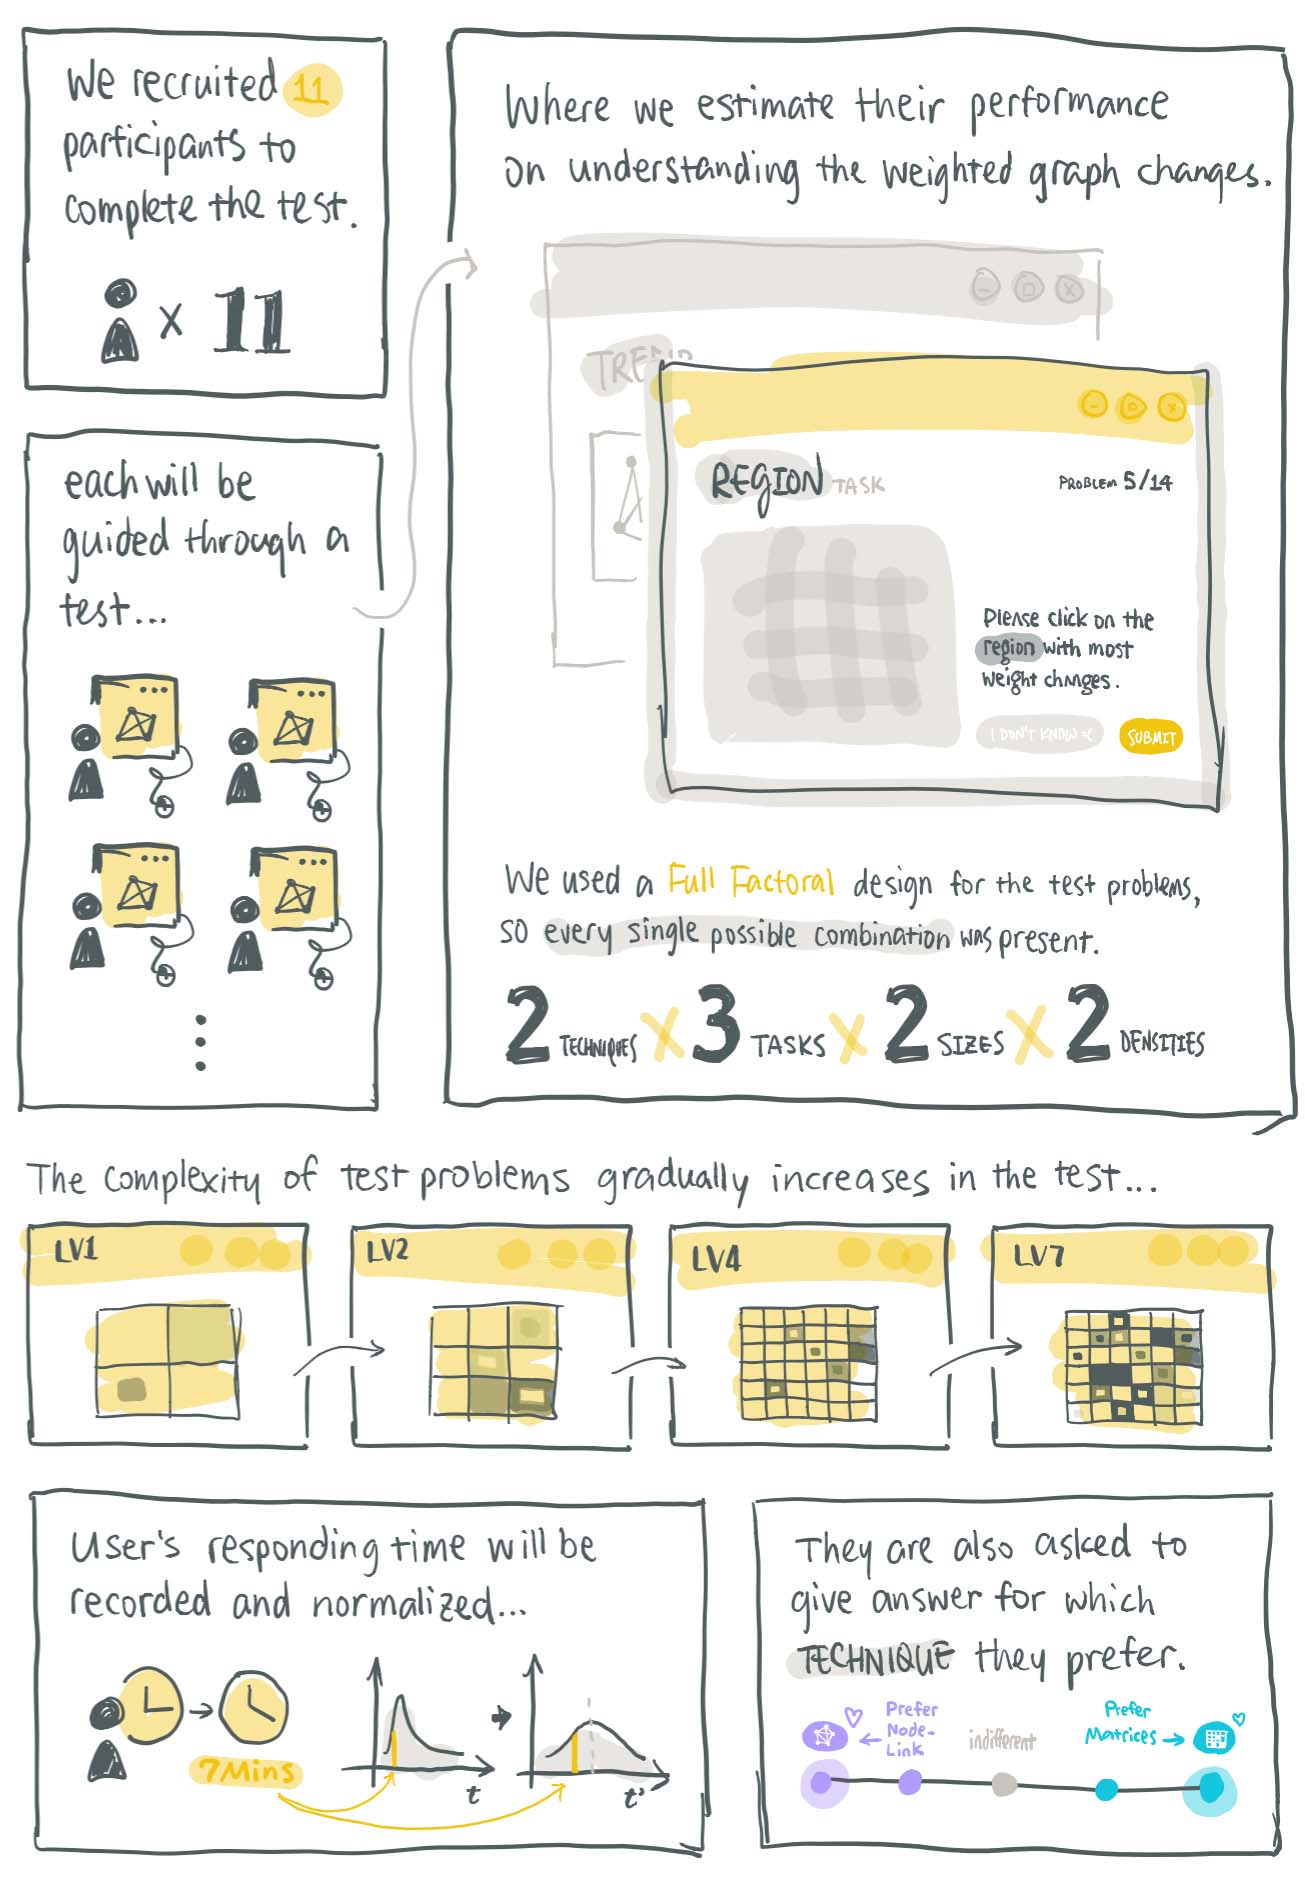 We recruited 11
participants to
complete the test.
x 11
each will be
guided through a
test...
Where we estimate their performance
on understanding the weighted graph changes.
TREND
REGION TASK
PROBLEM 5/14
Please click on the
region with most
weight changes.
I DON'T KNOW :(
SUBMIT
We used a Full Factoral design for the test problems,
so every single possible combination was present.
2 TECHNIQUES X 3 TASKS X 2 SIZES X 2 DENSITIES
The complexity of test problems gradually increases in the test...
LV1
LV2
LV4
LV7
User's responding time will be
recorded and normalized...
7Mins
t
t'
They are also asked to
give answer for which
TECHNIQUE they prefer.
Prefer
Node-
Link
indifferent
Prefer
Matrices